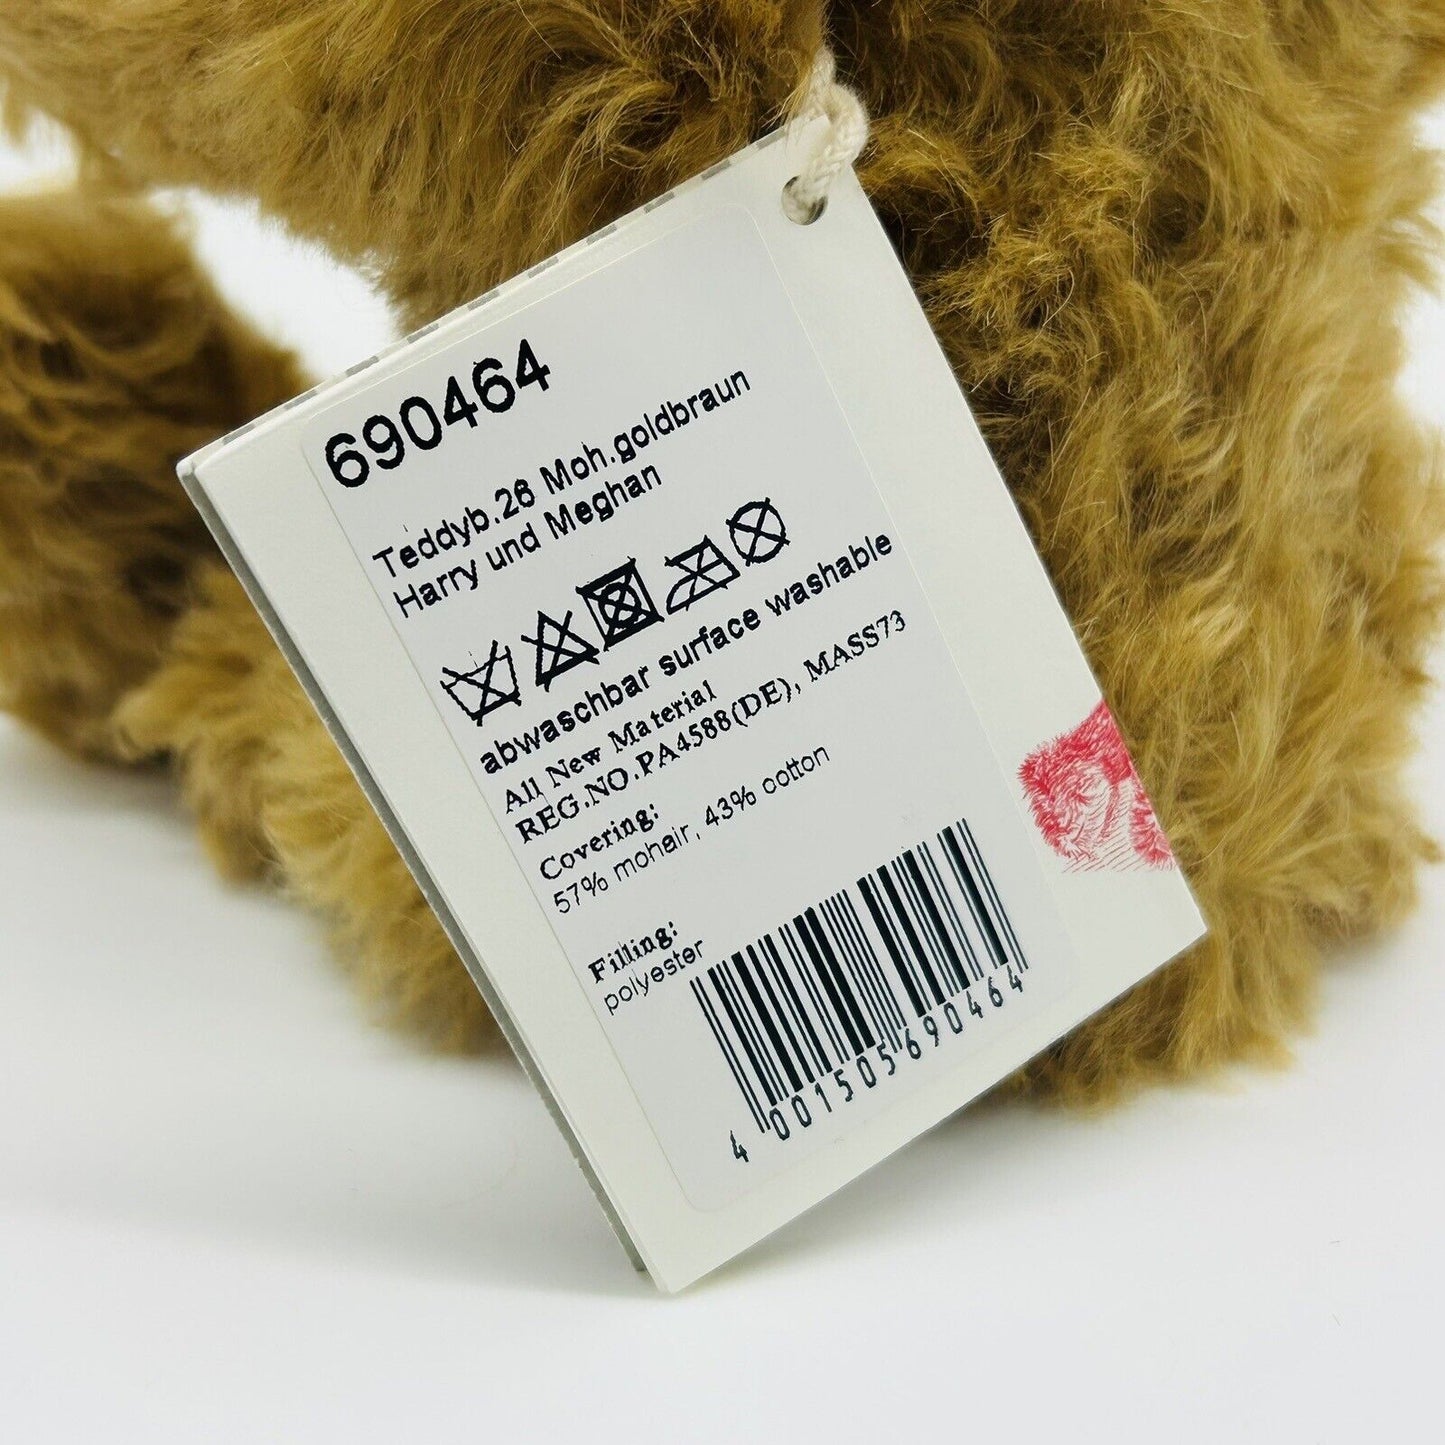 690464
Teddyb.26 Moh.goldbraun
Harry und Meghan
abwaschbar surface washable
All New Material
REG.NO.PA4588(DE), MASS73
Covering:
57% mohair, 43% cotton
Filling:
polyester
4 001505 690464